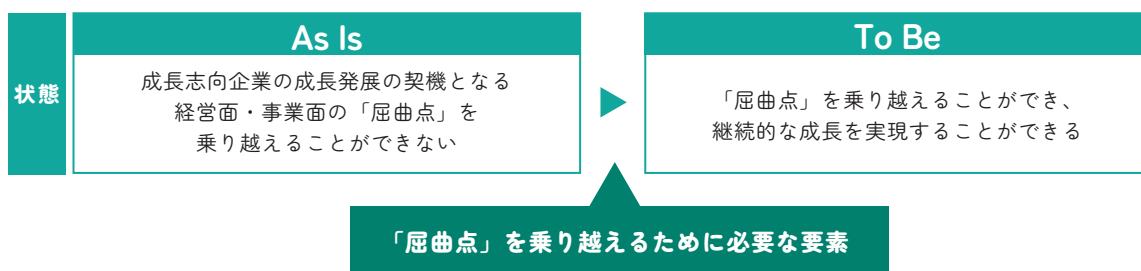 状態
As Is
成長志向企業の成長発展の契機となる
経営面・事業面の「屈曲点」を
乗り越えることができない
To Be
「屈曲点」を乗り越えることができ、
継続的な成長を実現することができる
「屈曲点」を乗り越えるために必要な要素